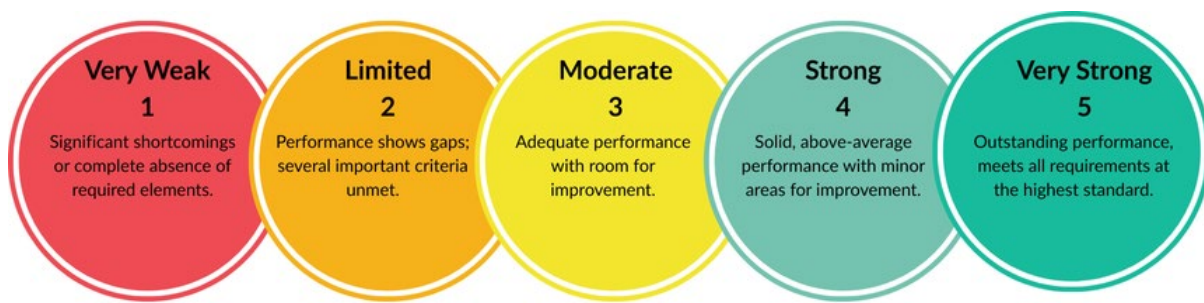 Very Weak
1
Significant shortcomings
or complete absence of
required elements.
Limited
2
Performance shows gaps;
several important criteria
unmet.
Moderate
3
Adequate performance
with room for
improvement.
Strong
4
Solid, above-average
performance with minor
areas for improvement.
Very Strong
5
Outstanding performance,
meets all requirements at
the highest standard.